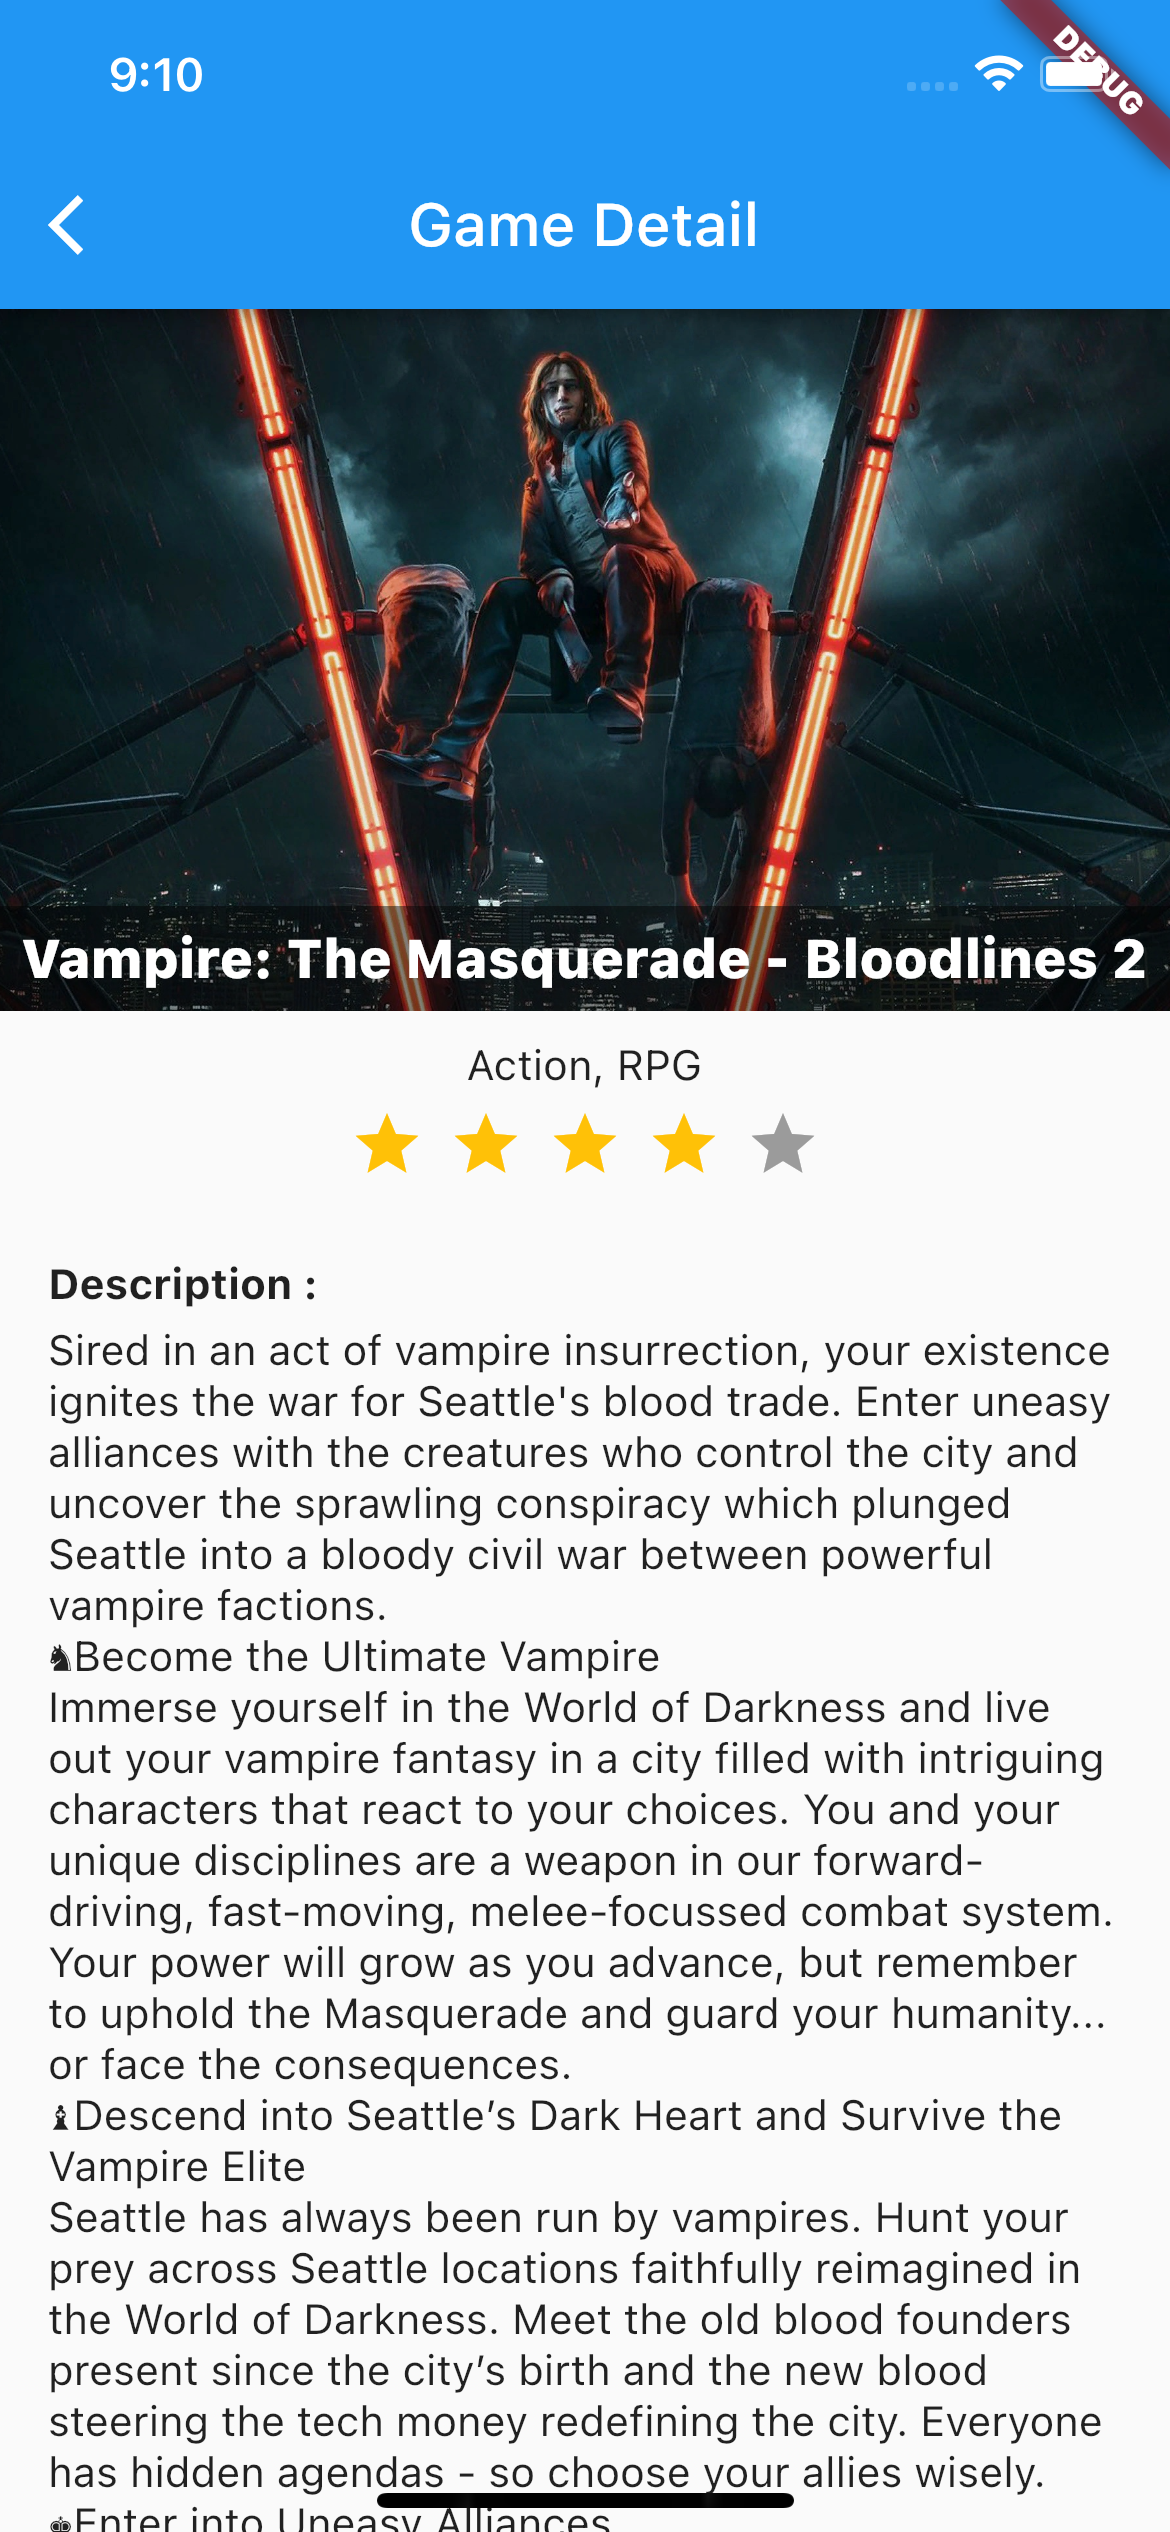 9:10
DEBUG
Game Detail
Vampire: The Masquerade - Bloodlines 2
Action, RPG
Description :
Sired in an act of vampire insurrection, your existence
ignites the war for Seattle's blood trade. Enter uneasy
alliances with the creatures who control the city and
uncover the sprawling conspiracy which plunged
Seattle into a bloody civil war between powerful
vampire factions.
♞Become the Ultimate Vampire
Immerse yourself in the World of Darkness and live
out your vampire fantasy in a city filled with intriguing
characters that react to your choices. You and your
unique disciplines are a weapon in our forward-
driving, fast-moving, melee-focussed combat system.
Your power will grow as you advance, but remember
to uphold the Masquerade and guard your humanity...
or face the consequences.
♝Descend into Seattle’s Dark Heart and Survive the
Vampire Elite
Seattle has always been run by vampires. Hunt your
prey across Seattle locations faithfully reimagined in
the World of Darkness. Meet the old blood founders
present since the city’s birth and the new blood
steering the tech money redefining the city. Everyone
has hidden agendas - so choose your allies wisely.
♚Enter into Uneasy Alliances